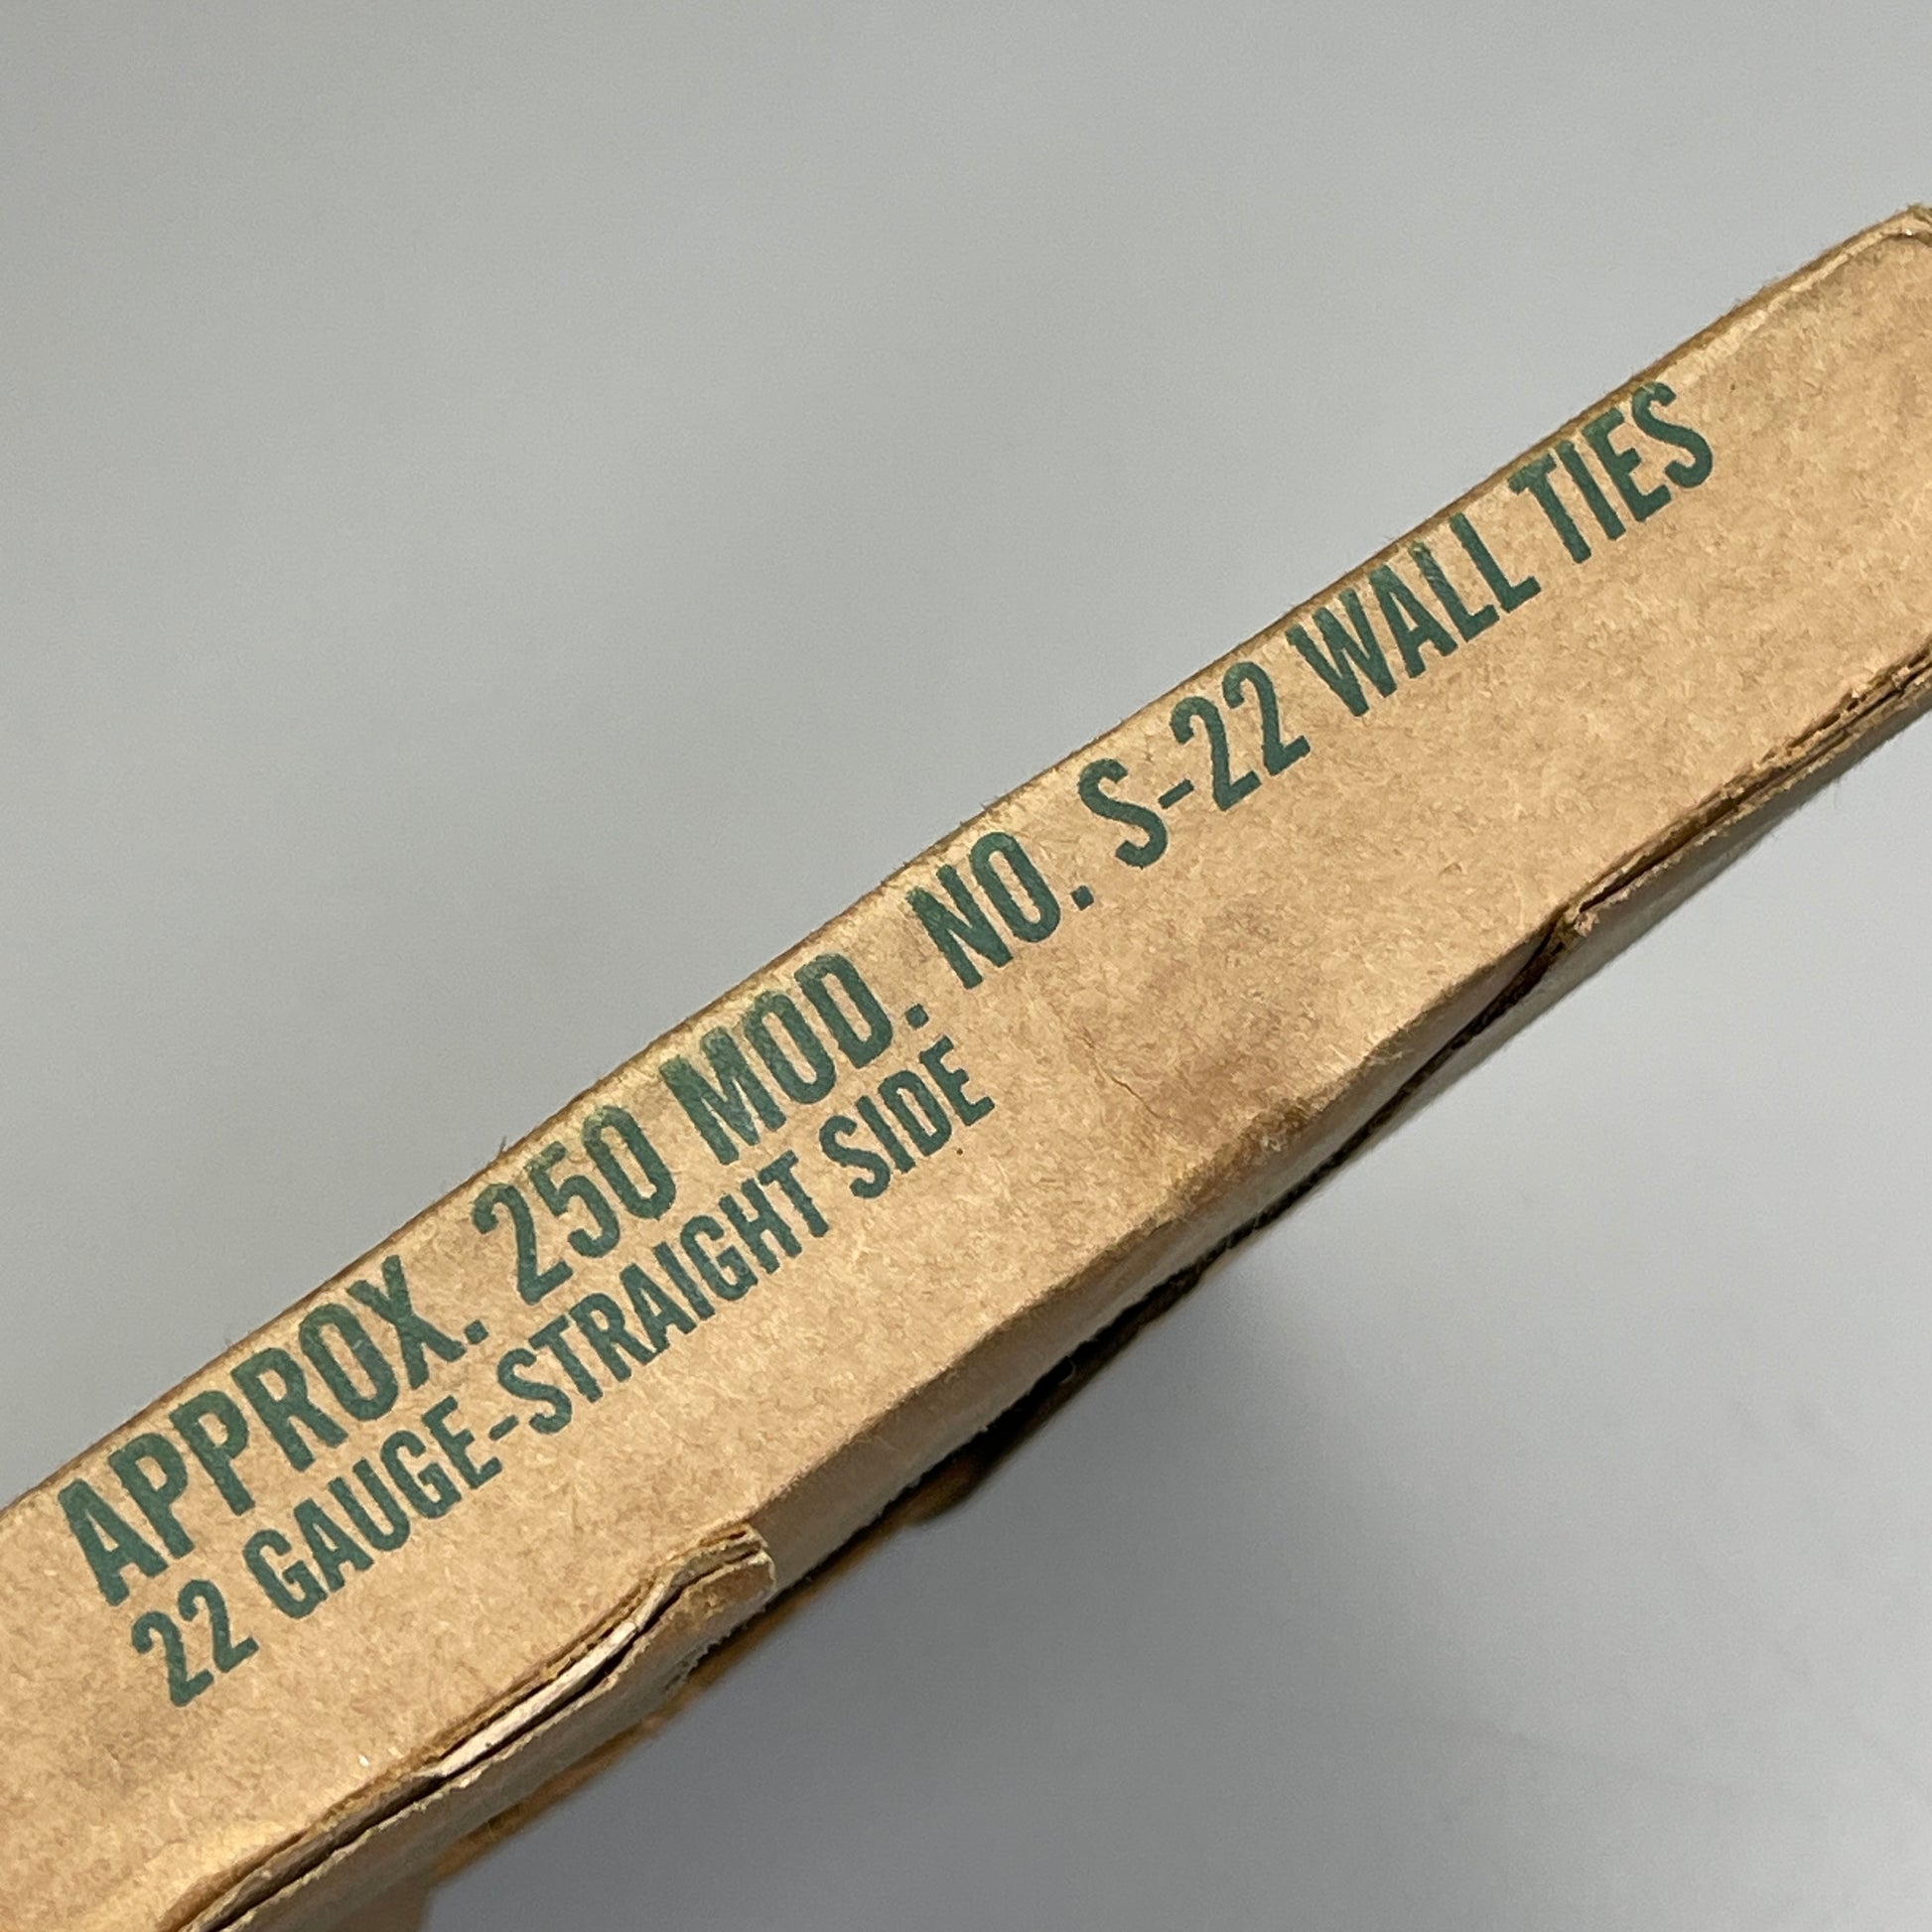 APPROX. 250 MOD. NO. S-22 WALL TIES
22 GAUGE-STRAIGHT SIDE